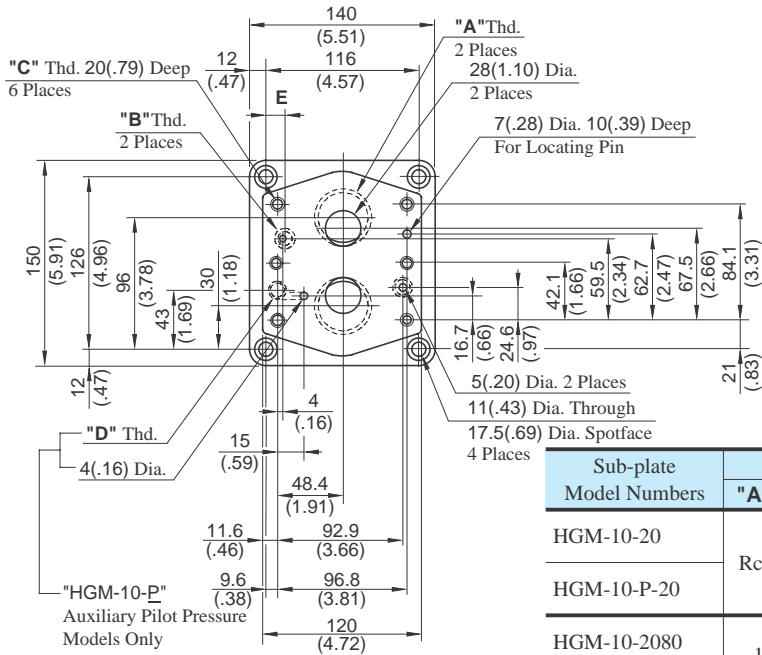 140
(5.51)
"A"Thd.
2 Places
12
(.47)
116
(4.57)
28(1.10) Dia.
2 Places
"C" Thd. 20(.79) Deep
6 Places
E
"B"Thd.
2 Places
7(.28) Dia. 10(.39) Deep
For Locating Pin
150
(5.91)
126
(4.96)
96
(3.78)
43
(1.69)
30
(1.18)
12
(.47)
16.7
(.66)
24.6
(.97)
42.1
(1.66)
59.5
(2.34)
62.7
(2.47)
67.5
(2.66)
84.1
(3.31)
21
(.83)
5(.20) Dia. 2 Places
11(.43) Dia. Through
17.5(.69) Dia. Spotface
4 Places
4
(.16)
"D" Thd.
4(.16) Dia.
15
(.59)
48.4
(1.91)
11.6
(.46)
92.9
(3.66)
9.6
(.38)
96.8
(3.81)
120
(4.72)
"HGM-10-P"
Auxiliary Pilot Pressure
Models Only
Sub-plate
Model Numbers
"A
HGM-10-20
Rc
HGM-10-P-20
HGM-10-2080
1